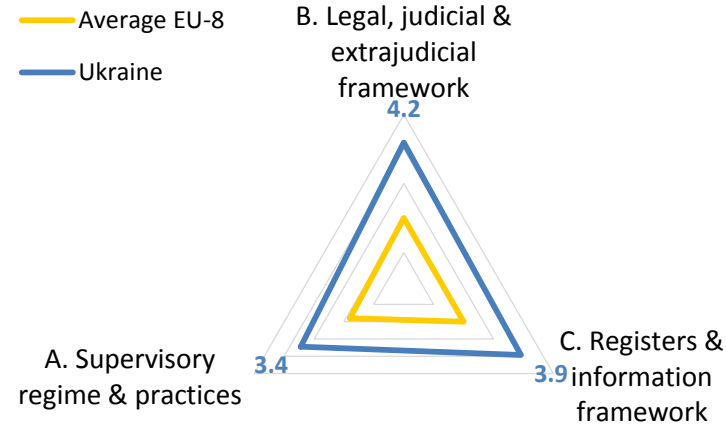 Average EU-8
Ukraine
B. Legal, judicial &
extrajudicial
framework
4.2
A. Supervisory
regime & practices
3.4
3.9
C. Registers &
information
framework